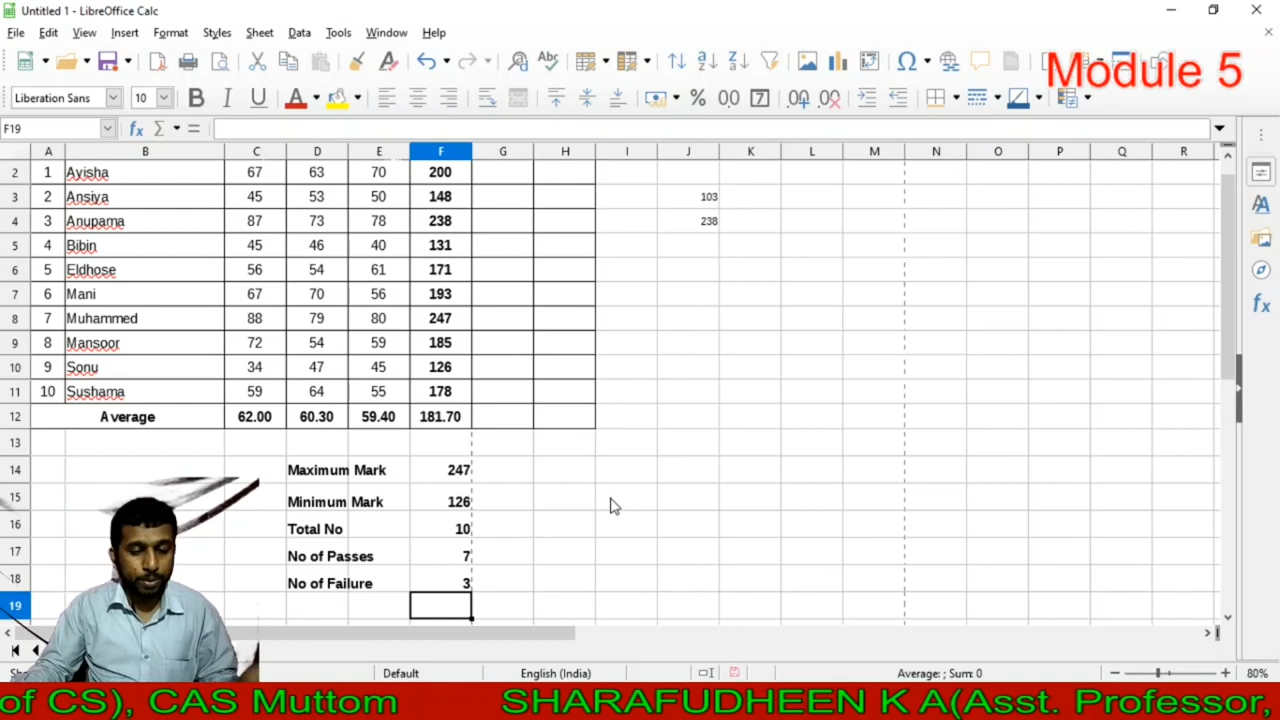 Untitled 1 - LibreOffice Calc
File Edit View Insert Format Styles Sheet Data Tools Window Help
Module 5
Liberation Sans 10
F19
A B C D E F G H I J K L M N O P Q R
2 1 Ayisha 67 63 70 200
3 2 Ansiya 45 53 50 148 103
4 3 Anupama 87 73 78 238 238
5 4 Bibin 45 46 40 131
6 5 Eldhose 56 54 61 171
7 6 Mani 67 70 56 193
8 7 Muhammed 88 79 80 247
9 8 Mansoor 72 54 59 185
10 9 Sonu 34 47 45 126
11 10 Sushama 59 64 55 178
12 Average 62.00 60.30 59.40 181.70
13
14 Maximum Mark 247
15 Minimum Mark 126
16 Total No 10
17 No of Passes 7
18 No of Failure 3
19
Default English (India) Average: ; Sum: 0 80%
of CS), CAS Muttom SHARAFUDHEEN K A(Asst. Professor,